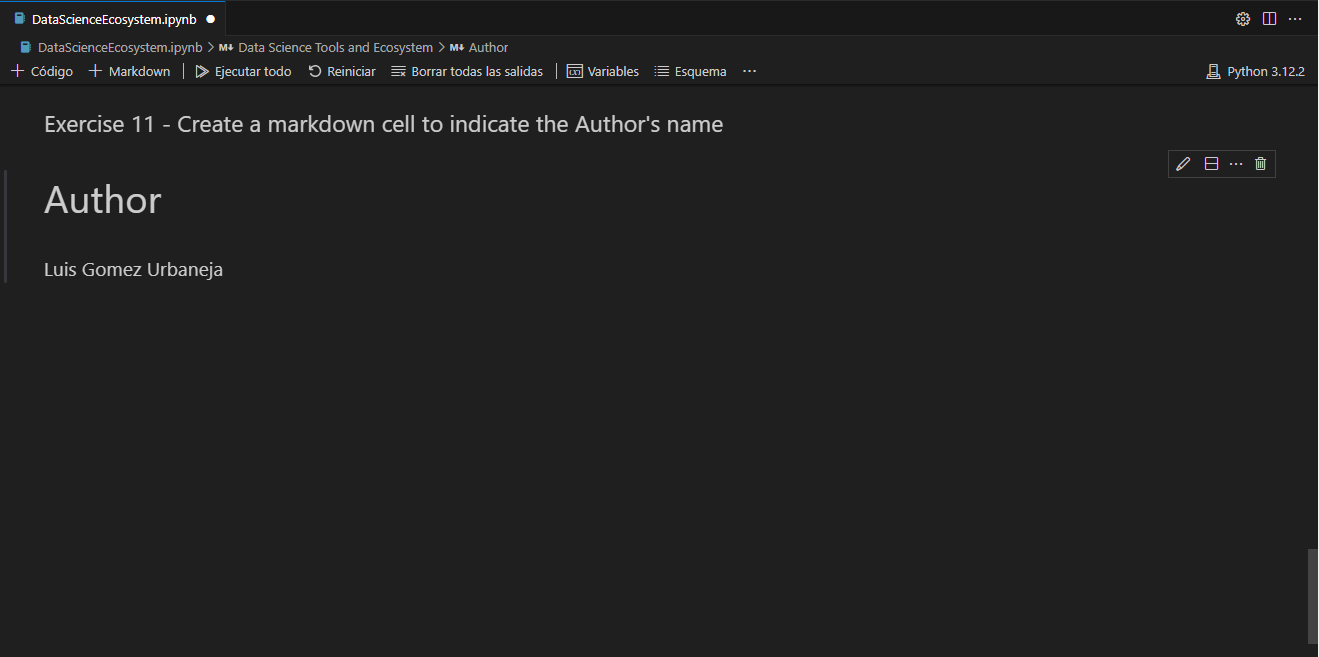 DataScienceEcosystem.ipynb
DataScienceEcosystem.ipynb > M↓ Data Science Tools and Ecosystem > M↓ Author
+ Código + Markdown | Ejecutar todo Reiniciar Borrar todas las salidas | Variables Esquema ... Python 3.12.2
Exercise 11 - Create a markdown cell to indicate the Author's name
Author
Luis Gomez Urbaneja